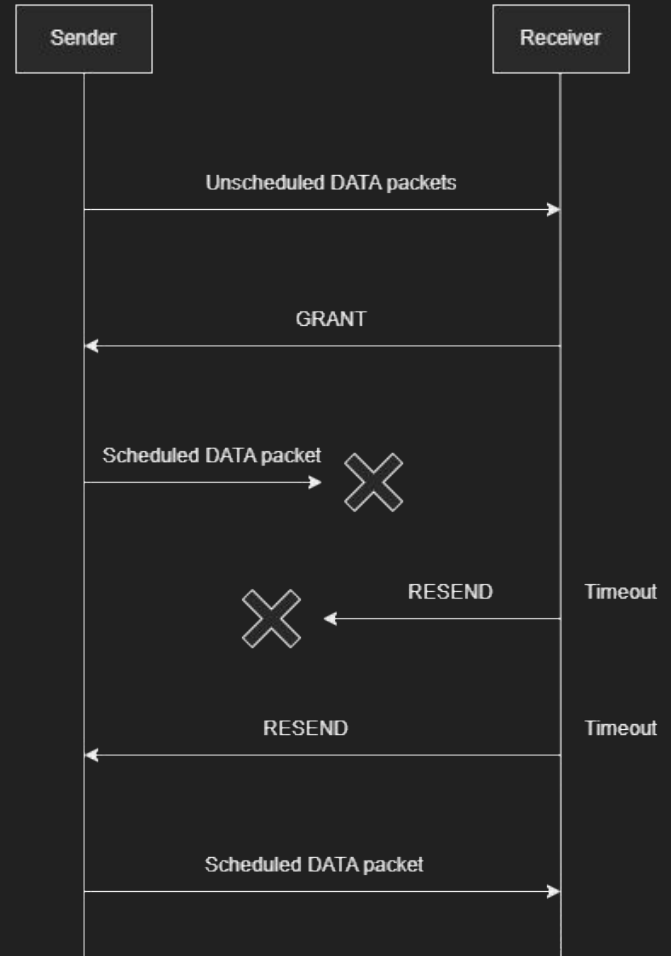 Sender
Receiver
Unscheduled DATA packets
GRANT
Scheduled DATA packet
RESEND
Timeout
RESEND
Timeout
Scheduled DATA packet